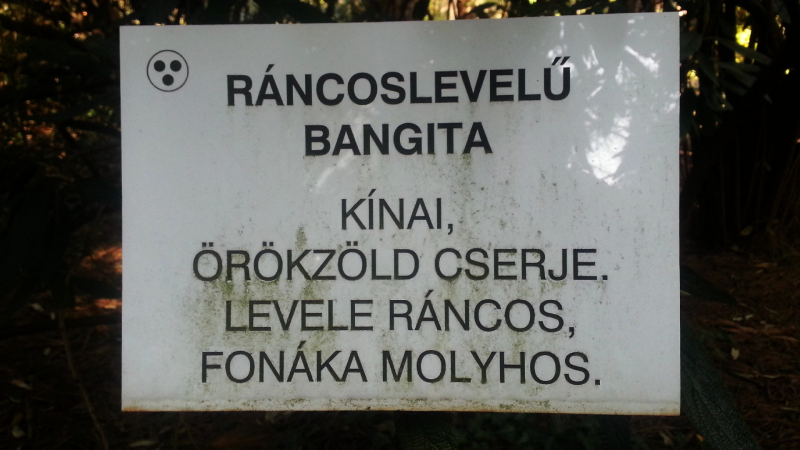 RÁNCOSLEVELŰ
BANGITA
KÍNAI,
ÖRÖKZÖLD CSERJE.
LEVELE RÁNCOS,
FONÁKA MOLYHOS.